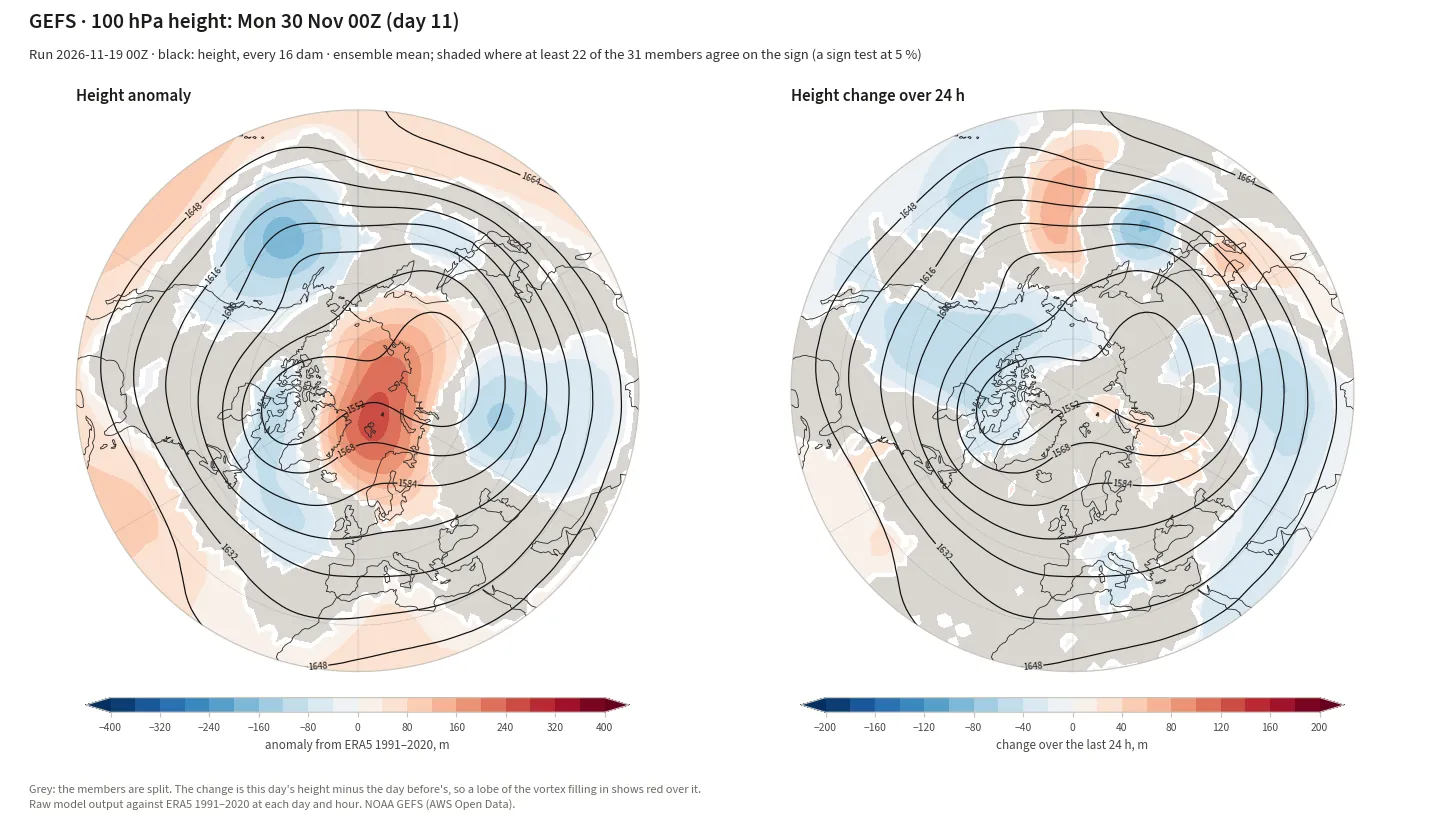 GEFS · 100 hPa height: Mon 30 Nov 00Z (day 11)
Run 2026-11-19 00Z · black: height, every 16 dam · ensemble mean; shaded where at least 22 of the 31 members agree on the sign (a sign test at 5 %)
Height anomaly
Height change over 24 h
1664
1648
1616
1600
1552
1568
1584
1632
1648
1664
1648
1616
1600
1552
1568
1584
1632
1648
−400 −320 −240 −160 −80 0 80 160 240 320 400
anomaly from ERA5 1991–2020, m
−200 −160 −120 −80 −40 0 40 80 120 160 200
change over the last 24 h, m
Grey: the members are split. The change is this day's height minus the day before's, so a lobe of the vortex filling in shows red over it.
Raw model output against ERA5 1991–2020 at each day and hour. NOAA GEFS (AWS Open Data).